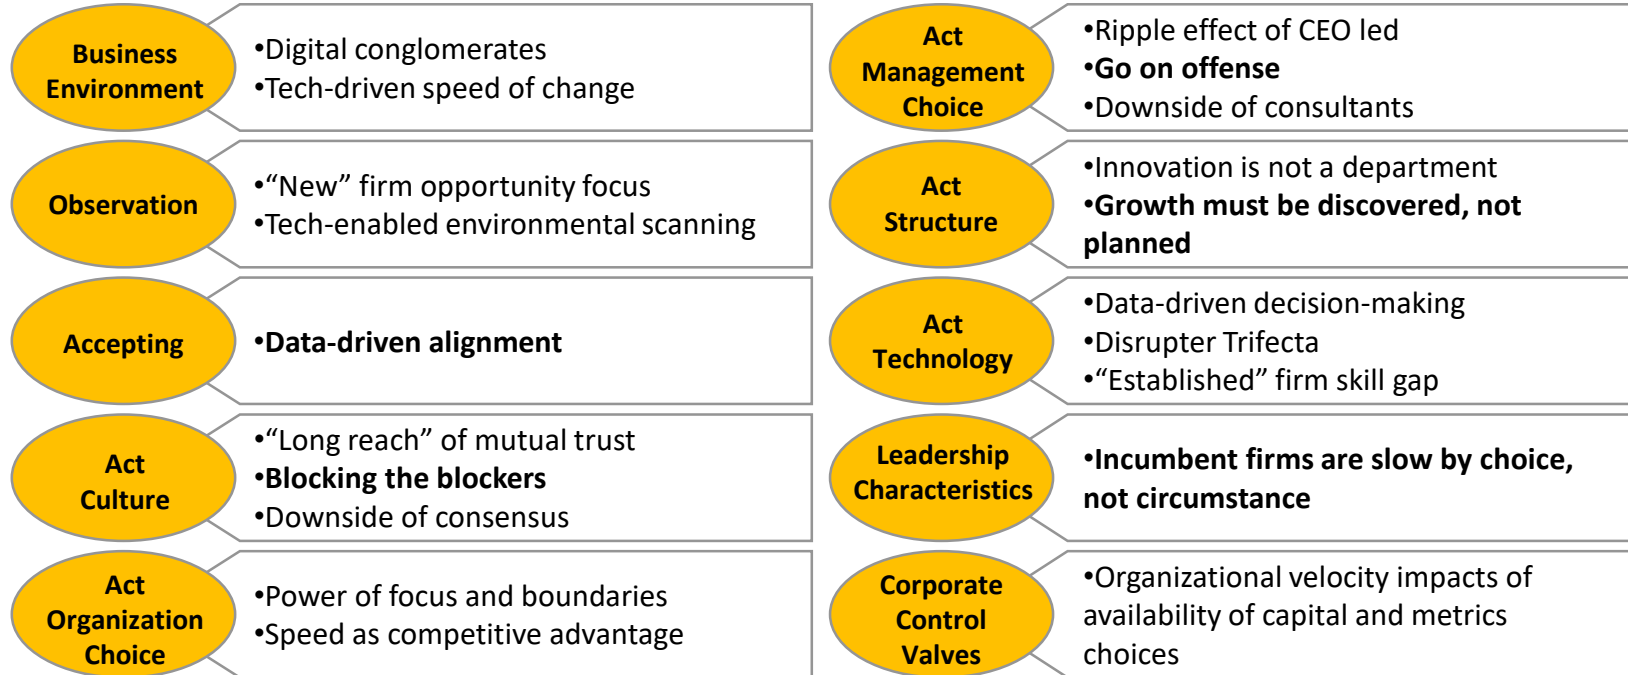 Business
Environment
•Digital conglomerates
•Tech-driven speed of change
Observation
•“New” firm opportunity focus
•Tech-enabled environmental scanning
Accepting
•Data-driven alignment
Act
Culture
•“Long reach” of mutual trust
•Blocking the blockers
•Downside of consensus
Act
Organization
Choice
•Power of focus and boundaries
•Speed as competitive advantage
Act
Management
Choice
•Ripple effect of CEO led
•Go on offense
•Downside of consultants
Act
Structure
•Innovation is not a department
•Growth must be discovered, not
planned
Act
Technology
•Data-driven decision-making
•Disrupter Trifecta
•“Established” firm skill gap
Leadership
Characteristics
•Incumbent firms are slow by choice,
not circumstance
Corporate
Control
Valves
•Organizational velocity impacts of
availability of capital and metrics
choices